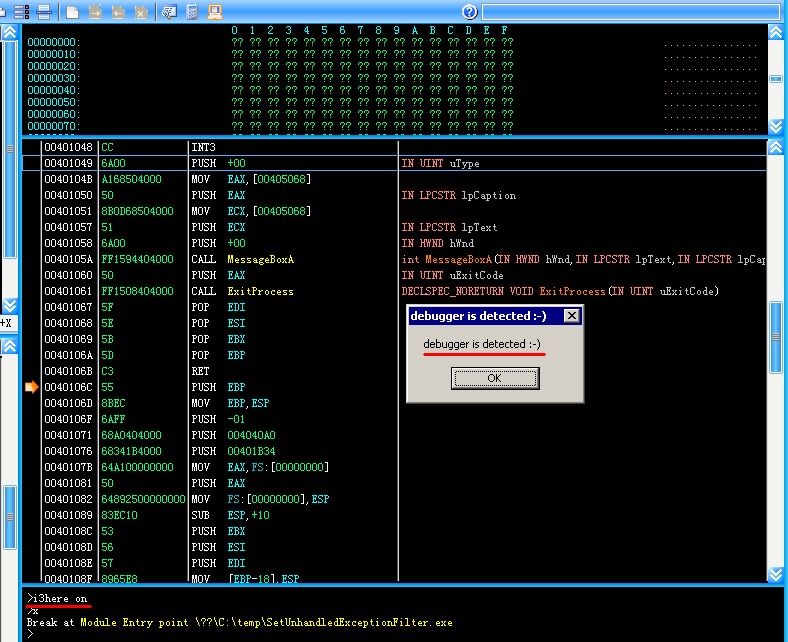 0 1 2 3 4 5 6 7 8 9 A B C D E F
00000000: ?? ?? ?? ?? ?? ?? ?? ?? ?? ?? ?? ?? ?? ?? ?? ?? ................
00000010: ?? ?? ?? ?? ?? ?? ?? ?? ?? ?? ?? ?? ?? ?? ?? ?? ................
00000020: ?? ?? ?? ?? ?? ?? ?? ?? ?? ?? ?? ?? ?? ?? ?? ?? ................
00000030: ?? ?? ?? ?? ?? ?? ?? ?? ?? ?? ?? ?? ?? ?? ?? ?? ................
00000040: ?? ?? ?? ?? ?? ?? ?? ?? ?? ?? ?? ?? ?? ?? ?? ?? ................
00000050: ?? ?? ?? ?? ?? ?? ?? ?? ?? ?? ?? ?? ?? ?? ?? ?? ................
00000060: ?? ?? ?? ?? ?? ?? ?? ?? ?? ?? ?? ?? ?? ?? ?? ?? ................
00000070: ?? ?? ?? ?? ?? ?? ?? ?? ?? ?? ?? ?? ?? ?? ?? ?? ................
00401048 CC INT3
00401049 6A00 PUSH +00 IN UINT uType
0040104B A168504000 MOV EAX,[00405068]
00401050 50 PUSH EAX IN LPCSTR lpCaption
00401051 8B0D68504000 MOV ECX,[00405068]
00401057 51 PUSH ECX IN LPCSTR lpText
00401058 6A00 PUSH +00 IN HWND hWnd
0040105A FF1594404000 CALL MessageBoxA int MessageBoxA(IN HWND hWnd,IN LPCSTR lpText,IN LPCSTR lpCap
00401060 50 PUSH EAX IN UINT uExitCode
00401061 FF1508404000 CALL ExitProcess DECLSPEC_NORETURN VOID ExitProcess(IN UINT uExitCode)
00401067 5F POP EDI
00401068 5E POP ESI
00401069 5B POP EBX
0040106A 5D POP EBP
0040106B C3 RET
0040106C 55 PUSH EBP
0040106D 8BEC MOV EBP,ESP
0040106F 6AFF PUSH -01
00401071 68A0404000 PUSH 004040A0
00401076 68341B4000 PUSH 00401B34
0040107B 64A100000000 MOV EAX,FS:[00000000]
00401081 50 PUSH EAX
00401082 64892500000000 MOV FS:[00000000],ESP
00401089 83EC10 SUB ESP,+10
0040108C 53 PUSH EBX
0040108D 56 PUSH ESI
0040108E 57 PUSH EDI
0040108F 8965E8 MOV [EBP-18],ESP
debugger is detected :-)
debugger is detected :-)
OK
+X
>i3here on
>x
Break at Module Entry point \??\C:\temp\SetUnhandledExceptionFilter.exe
>